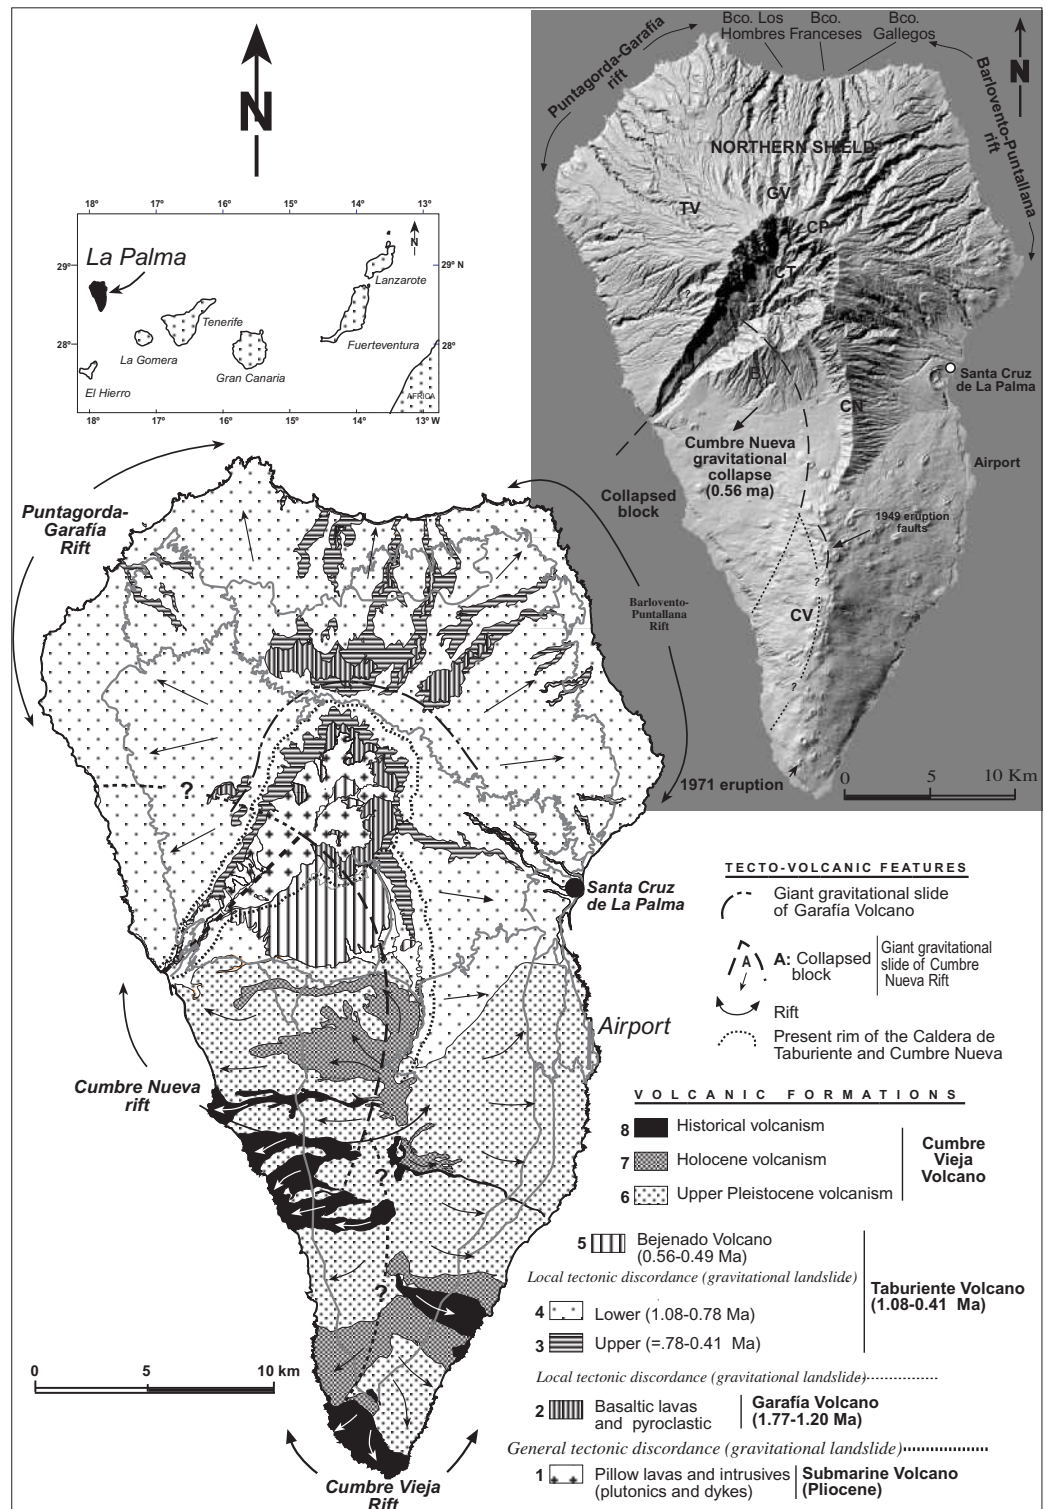 Bco. Los
Hombres
Bco.
Franceses
Bco.
Gallegos
N
N
Puntagorda-Garafía
rift
Barlovento-Puntallana
rift
NORTHERN SHIELD
GV
TV
CP
CT
?
BV
CN
Santa Cruz
de La Palma
Cumbre Nueva
gravitational
collapse
(0.56 ma)
Airport
Collapsed
block
1949 eruption
faults
?
CV
?
1971 eruption
0 5 10 Km
18° 17° 16° 15° 14° 13°
N
La Palma
29° 29° N
Lanzarote
Tenerife
28° 28°
La Gomera
Fuerteventura
Gran Canaria
El Hierro
AFRICA
18° 17° 16° 15° 14° 13° W
Puntagorda-
Garafía
Rift
Barlovento-
Puntallana
Rift
?
Santa Cruz
de La Palma
Airport
Cumbre Nueva
rift
?
?
0 5 10 km
Cumbre Vieja
Rift
TECTO-VOLCANIC FEATURES
Giant gravitational slide
of Garafía Volcano
A
A: Collapsed
block
Giant gravitational
slide of Cumbre
Nueva Rift
Rift
Present rim of the Caldera de
Taburiente and Cumbre Nueva
VOLCANIC FORMATIONS
8 Historical volcanism
7 Holocene volcanism
6 Upper Pleistocene volcanism
Cumbre
Vieja
Volcano
5 Bejenado Volcano
(0.56-0.49 Ma)
Local tectonic discordance (gravitational landslide)
4 Lower (1.08-0.78 Ma)
3 Upper (=.78-0.41 Ma)
Taburiente Volcano
(1.08-0.41 Ma)
Local tectonic discordance (gravitational landslide)
2 Basaltic lavas
and pyroclastic
Garafía Volcano
(1.77-1.20 Ma)
General tectonic discordance (gravitational landslide)
1 Pillow lavas and intrusives
(plutonics and dykes)
Submarine Volcano
(Pliocene)